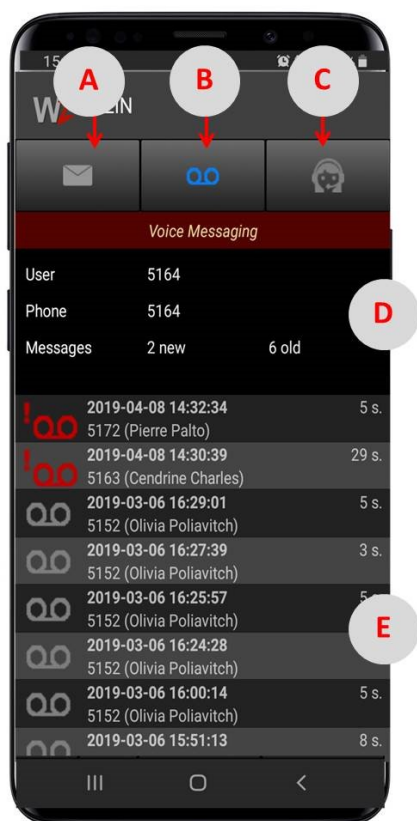 15
A
B
C
W
ZIN
Voice Messaging
User 5164
Phone 5164
D
Messages 2 new 6 old
2019-04-08 14:32:34 5 s.
5172 (Pierre Palto)
2019-04-08 14:30:39 29 s.
5163 (Cendrine Charles)
2019-03-06 16:29:01 5 s.
5152 (Olivia Poliavitch)
2019-03-06 16:27:39 3 s.
5152 (Olivia Poliavitch)
2019-03-06 16:25:57 5
5152 (Olivia Poliavitch)
E
2019-03-06 16:24:28
5152 (Olivia Poliavitch)
2019-03-06 16:00:14 5 s.
5152 (Olivia Poliavitch)
2019-03-06 15:51:13 8 s.